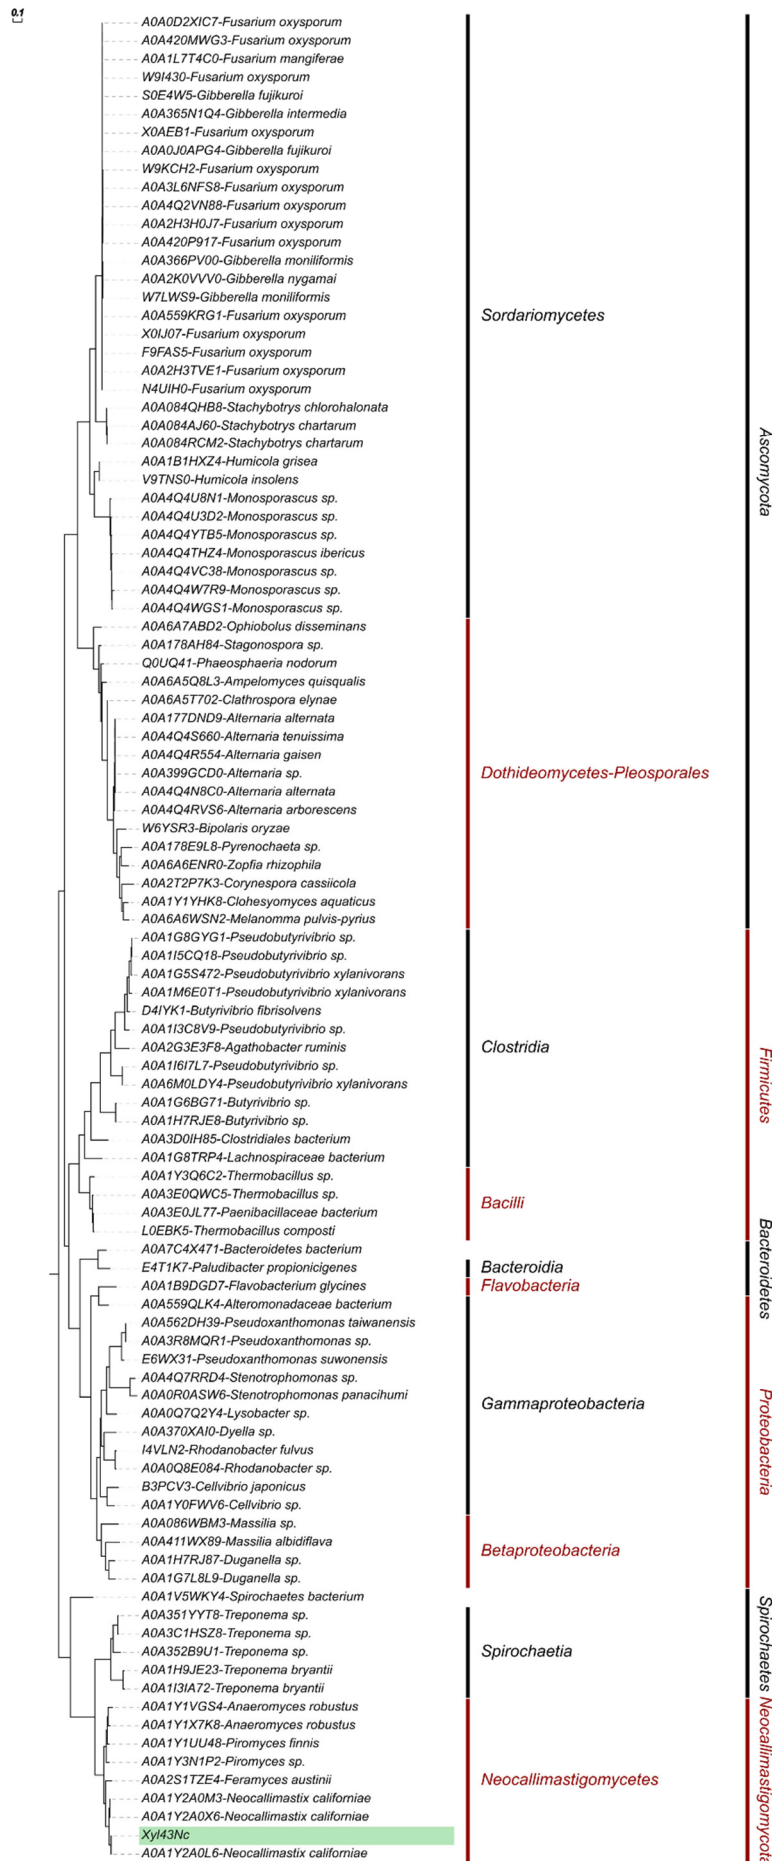 0.1
A0A0D2XIC7-Fusarium oxysporum
A0A420MWG3-Fusarium oxysporum
A0A1L7T4C0-Fusarium mangiferae
W9I430-Fusarium oxysporum
S0E4W5-Gibberella fujikuroi
A0A365N1Q4-Gibberella intermedia
X0AEB1-Fusarium oxysporum
A0A0J0APG4-Gibberella fujikuroi
W9KCH2-Fusarium oxysporum
A0A3L6NFS8-Fusarium oxysporum
A0A4Q2VN88-Fusarium oxysporum
A0A2H3H0J7-Fusarium oxysporum
A0A420P917-Fusarium oxysporum
A0A366PV00-Gibberella moniliformis
A0A2K0VVV0-Gibberella nygamai
W7LWS9-Gibberella moniliformis
A0A559KRG1-Fusarium oxysporum
X0IJ07-Fusarium oxysporum
F9FAS5-Fusarium oxysporum
A0A2H3TVE1-Fusarium oxysporum
N4UIH0-Fusarium oxysporum
A0A084QHB8-Stachybotrys chlorohalonata
A0A084AJ60-Stachybotrys chartarum
A0A084RCM2-Stachybotrys chartarum
A0A1B1HXZ4-Humicola grisea
V9TNS0-Humicola insolens
A0A4Q4U8N1-Monosporascus sp.
A0A4Q4U3D2-Monosporascus sp.
A0A4Q4YTB5-Monosporascus sp.
A0A4Q4THZ4-Monosporascus ibericus
A0A4Q4VC38-Monosporascus sp.
A0A4Q4W7R9-Monosporascus sp.
A0A4Q4WGS1-Monosporascus sp.
Sordariomycetes
A0A6A7ABD2-Ophiobolus disseminans
A0A178AH84-Stagonospora sp.
Q0UQ41-Phaeosphaeria nodorum
A0A6A5Q8L3-Ampelomyces quisqualis
A0A6A5T702-Clathrospora elynae
A0A177DND9-Alternaria alternata
A0A4Q4S660-Alternaria tenuissima
A0A4Q4R554-Alternaria gaisen
A0A399GCD0-Alternaria sp.
A0A4Q4N8C0-Alternaria alternata
A0A4Q4RVS6-Alternaria arborescens
W6YSR3-Bipolaris oryzae
A0A178E9L8-Pyrenochaeta sp.
A0A6A6ENR0-Zopfia rhizophila
A0A2T2P7K3-Corynespora cassiicola
A0A1Y1YHK8-Clohesyomyces aquaticus
A0A6A6WSN2-Melanomma pulvis-pyrius
Dothideomycetes-Pleosporales
Ascomycota
A0A1G8GYG1-Pseudobutyrivibrio sp.
A0A1I5CQ18-Pseudobutyrivibrio sp.
A0A1G5S472-Pseudobutyrivibrio xylanivorans
A0A1M6E0T1-Pseudobutyrivibrio xylanivorans
D4IYK1-Butyrivibrio fibrisolvens
A0A1I3C8V9-Pseudobutyrivibrio sp.
A0A2G3E3F8-Agathobacter ruminis
A0A1I6I7L7-Pseudobutyrivibrio sp.
A0A6M0LDY4-Pseudobutyrivibrio xylanivorans
A0A1G6BG71-Butyrivibrio sp.
A0A1H7RJE8-Butyrivibrio sp.
A0A3D0IH85-Clostridiales bacterium
A0A1G8TRP4-Lachnospiraceae bacterium
Clostridia
A0A1Y3Q6C2-Thermobacillus sp.
A0A3E0QWC5-Thermobacillus sp.
A0A3E0JL77-Paenibacillaceae bacterium
L0EBK5-Thermobacillus composti
Bacilli
Firmicutes
A0A7C4X471-Bacteroidetes bacterium
E4T1K7-Paludibacter propionicigenes
Bacteroidia
A0A1B9DGD7-Flavobacterium glycines
Flavobacteria
Bacteroidetes
A0A559QLK4-Alteromonadaceae bacterium
A0A562DH39-Pseudoxanthomonas taiwanensis
A0A3R8MQR1-Pseudoxanthomonas sp.
E6WX31-Pseudoxanthomonas suwonensis
A0A4Q7RRD4-Stenotrophomonas sp.
A0A0R0ASW6-Stenotrophomonas panacihumi
A0A0Q7Q2Y4-Lysobacter sp.
A0A370XAI0-Dyella sp.
I4VLN2-Rhodanobacter fulvus
A0A0Q8E084-Rhodanobacter sp.
B3PCV3-Cellvibrio japonicus
A0A1Y0FWV6-Cellvibrio sp.
Gammaproteobacteria
A0A086WBM3-Massilia sp.
A0A411WX89-Massilia albidiflava
A0A1H7RJ87-Duganella sp.
A0A1G7L8L9-Duganella sp.
Betaproteobacteria
Proteobacteria
A0A1V5WKY4-Spirochaetes bacterium
A0A351YYT8-Treponema sp.
A0A3C1HSZ8-Treponema sp.
A0A352B9U1-Treponema sp.
A0A1H9JE23-Treponema bryantii
A0A1I3IA72-Treponema bryantii
Spirochaetia
Spirochaetes
A0A1Y1VGS4-Anaeromyces robustus
A0A1Y1X7K8-Anaeromyces robustus
A0A1Y1UU48-Piromyces finnis
A0A1Y3N1P2-Piromyces sp.
A0A2S1TZE4-Feramyces austinii
A0A1Y2A0M3-Neocallimastix californiae
A0A1Y2A0X6-Neocallimastix californiae
Xyl43Nc
A0A1Y2A0L6-Neocallimastix californiae
Neocallimastigomycetes
Neocallimastigomycota